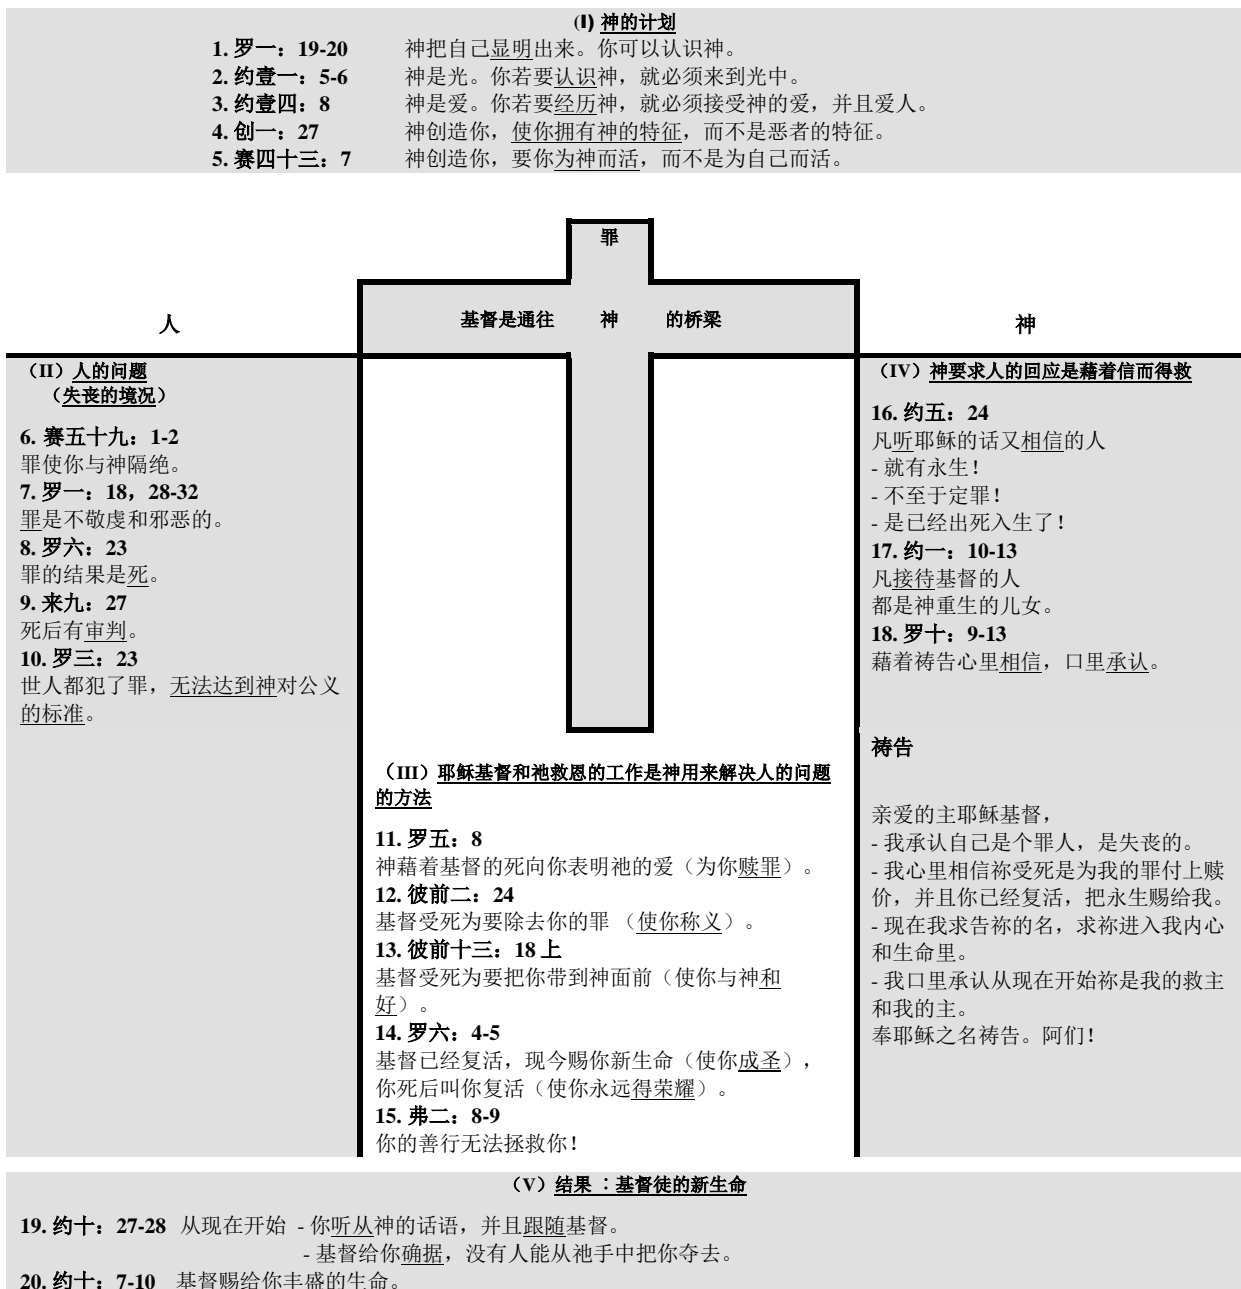 (I) 神的计划
1. 罗一：19-20 神把自己显明出来。你可以认识神。
2. 约壹一：5-6 神是光。你若要认识神，就必须来到光中。
3. 约壹四：8 神是爱。你若要经历神，就必须接受神的爱，并且爱人。
4. 创一：27 神创造你，使你拥有神的特征，而不是恶者的特征。
5. 赛四十三：7 神创造你，要你为神而活，而不是为自己而活。
罪
人
基督是通往 神 的桥梁
神
（II）人的问题
（失丧的境况）
6. 赛五十九：1-2
罪使你与神隔绝。
7. 罗一：18，28-32
罪是不敬虔和邪恶的。
8. 罗六：23
罪的结果是死。
9. 来九：27
死后有审判。
10. 罗三：23
世人都犯了罪，无法达到神对公义
的标准。
（III）耶稣基督和祂救恩的工作是神用来解决人的问题
的方法
11. 罗五：8
神藉着基督的死向你表明祂的爱（为你赎罪）。
12. 彼前二：24
基督受死为要除去你的罪 （使你称义）。
13. 彼前十三：18 上
基督受死为要把你带到神面前（使你与神和
好）。
14. 罗六：4-5
基督已经复活，现今赐你新生命（使你成圣），
你死后叫你复活（使你永远得荣耀）。
15. 弗二：8-9
你的善行无法拯救你！
（IV）神要求人的回应是藉着信而得救
16. 约五：24
凡听耶稣的话又相信的人
- 就有永生！
- 不至于定罪！
- 是已经出死入生了！
17. 约一：10-13
凡接待基督的人
都是神重生的儿女。
18. 罗十：9-13
藉着祷告心里相信，口里承认。
祷告
亲爱的主耶稣基督，
- 我承认自己是个罪人，是失丧的。
- 我心里相信祢受死是为我的罪付上赎
价，并且你已经复活，把永生赐给我。
- 现在我求告祢的名，求祢进入我内心
和生命里。
- 我口里承认从现在开始祢是我的救主
和我的主。
奉耶稣之名祷告。阿们！
（V）结果：基督徒的新生命
19. 约十：27-28 从现在开始 - 你听从神的话语，并且跟随基督。
- 基督给你确据，没有人能从祂手中把你夺去。
20. 约十：7-10 基督赐给你丰盛的生命。